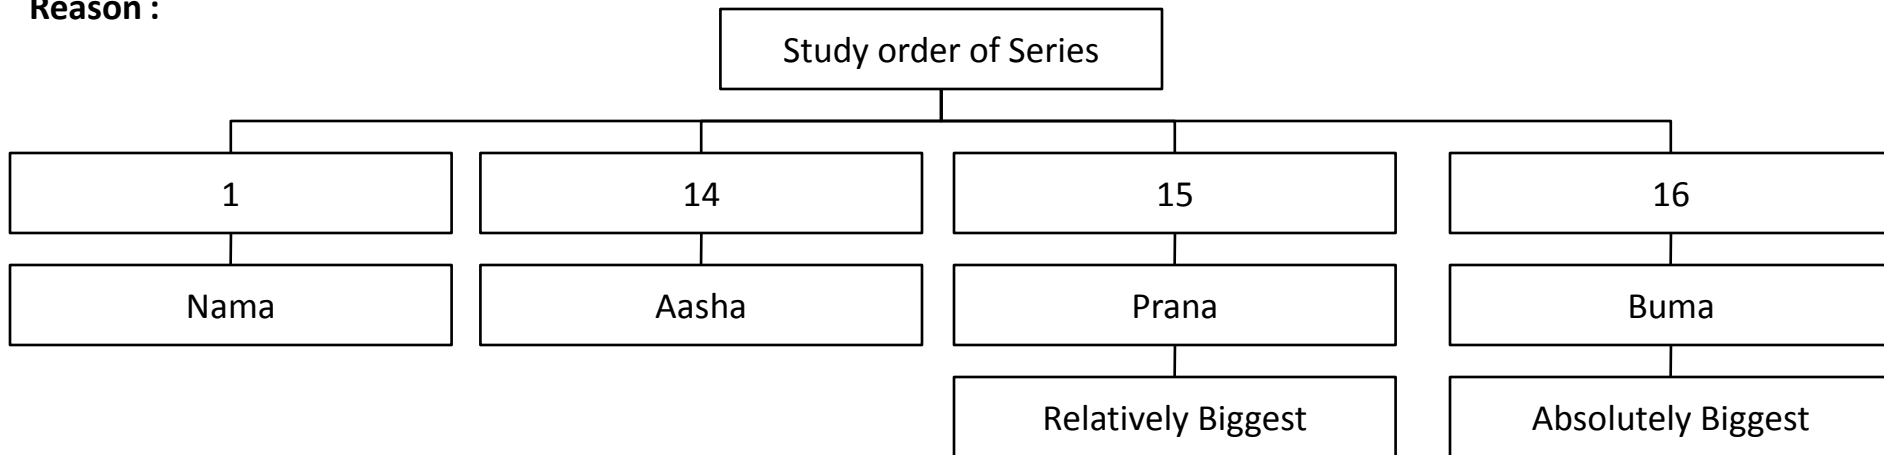 Reason :
Study order of Series
1
14
15
16
Nama
Aasha
Prana
Buma
Relatively Biggest
Absolutely Biggest